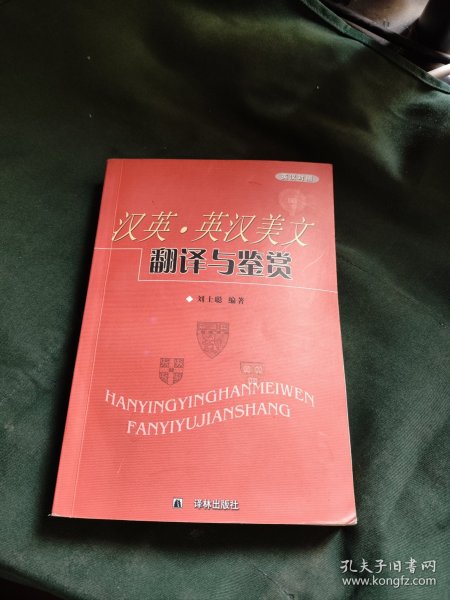 英汉对照
汉英·英汉美文
翻译与鉴赏
◆ 刘士聪 编著
HANYINGYINGHANMEIWEN
FANYIYUJIANSHANG
译林出版社
孔夫子旧书网
www.kongfz.com